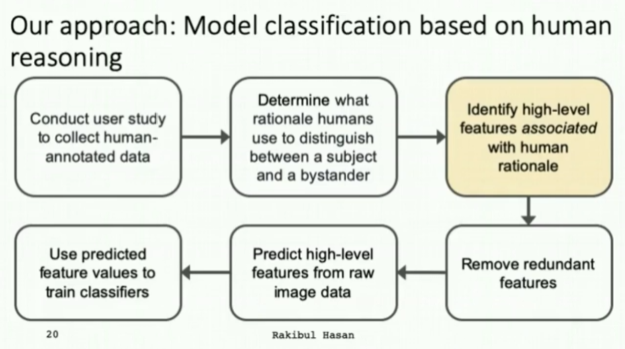 Our approach: Model classification based on human
reasoning
Conduct user study
to collect human-
annotated data
Determine what
rationale humans
use to distinguish
between a subject
and a bystander
Identify high-level
features associated
with human
rationale
Use predicted
feature values to
train classifiers
Predict high-level
features from raw
image data
Remove redundant
features
20
Rakibul Hasan